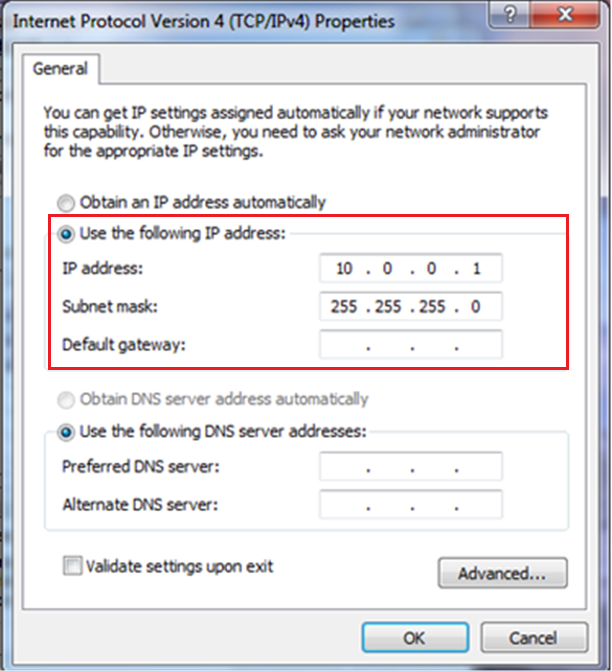 Internet Protocol Version 4 (TCP/IPv4) Properties
General
You can get IP settings assigned automatically if your network supports
this capability. Otherwise, you need to ask your network administrator
for the appropriate IP settings.
Obtain an IP address automatically
Use the following IP address:
IP address: 10 . 0 . 0 . 1
Subnet mask: 255 . 255 . 255 . 0
Default gateway: . . .
Obtain DNS server address automatically
Use the following DNS server addresses:
Preferred DNS server: . . .
Alternate DNS server: . . .
Validate settings upon exit
Advanced...
OK Cancel